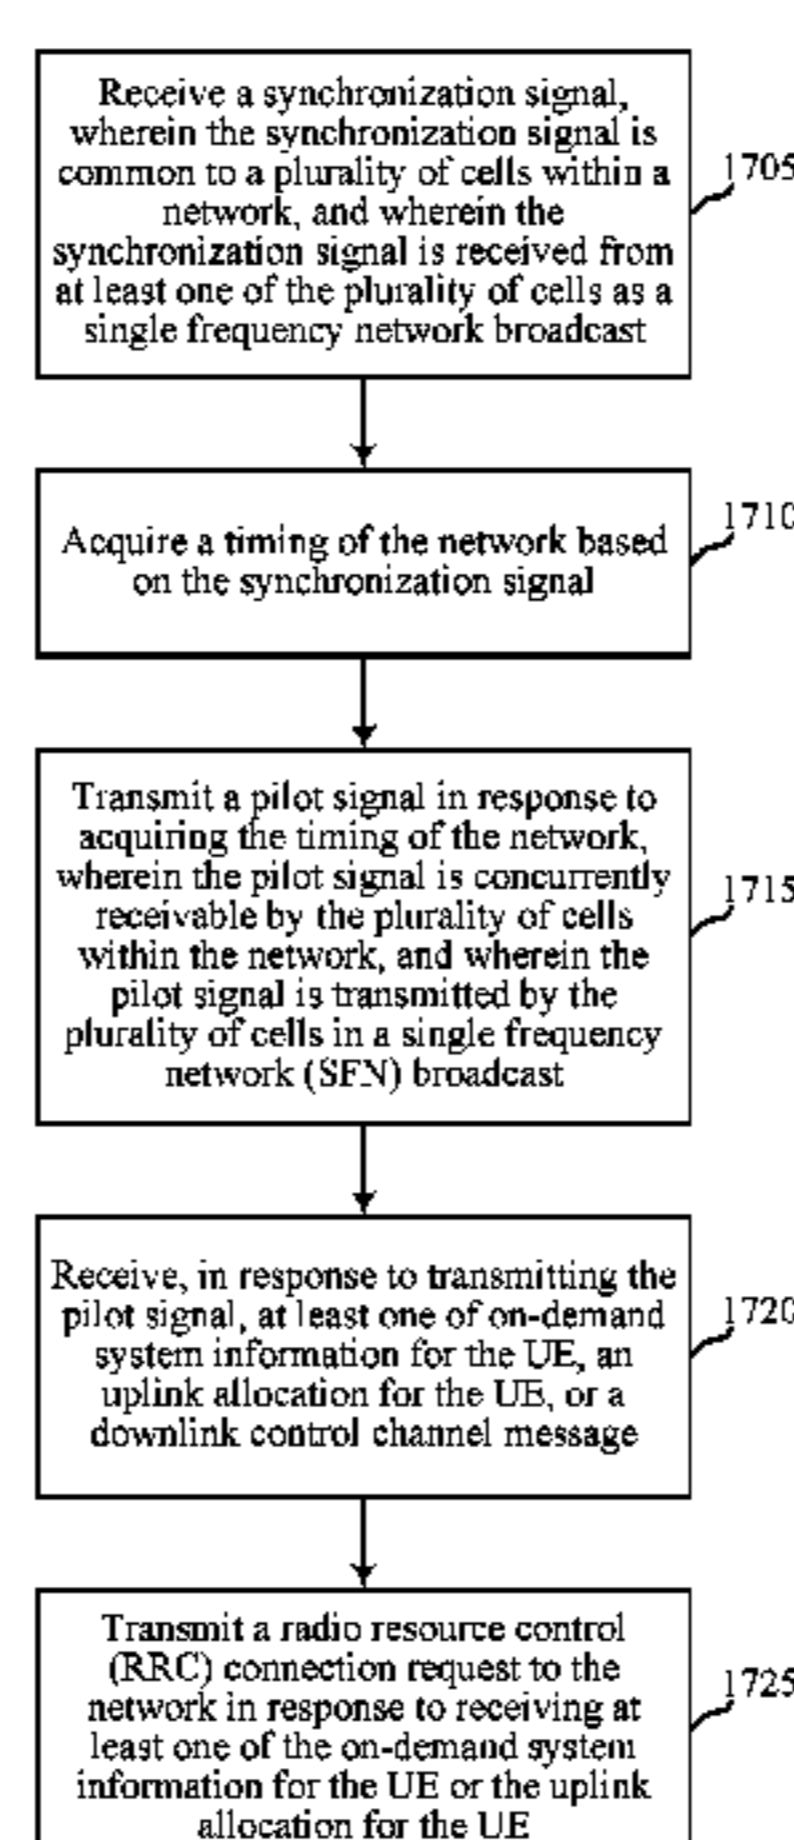 Receive a synchronization signal,
wherein the synchronization signal is
common to a plurality of cells within a
network, and wherein the
synchronization signal is received from
at least one of the plurality of cells as a
single frequency network broadcast
1705
Acquire a timing of the network based
on the synchronization signal
1710
Transmit a pilot signal in response to
acquiring the timing of the network,
wherein the pilot signal is concurrently
receivable by the plurality of cells
within the network, and wherein the
pilot signal is transmitted by the
plurality of cells in a single frequency
network (SFN) broadcast
1715
Receive, in response to transmitting the
pilot signal, at least one of on-demand
system information for the UE, an
uplink allocation for the UE, or a
downlink control channel message
1720
Transmit a radio resource control
(RRC) connection request to the
network in response to receiving at
least one of the on-demand system
information for the UE or the uplink
allocation for the UE
1725